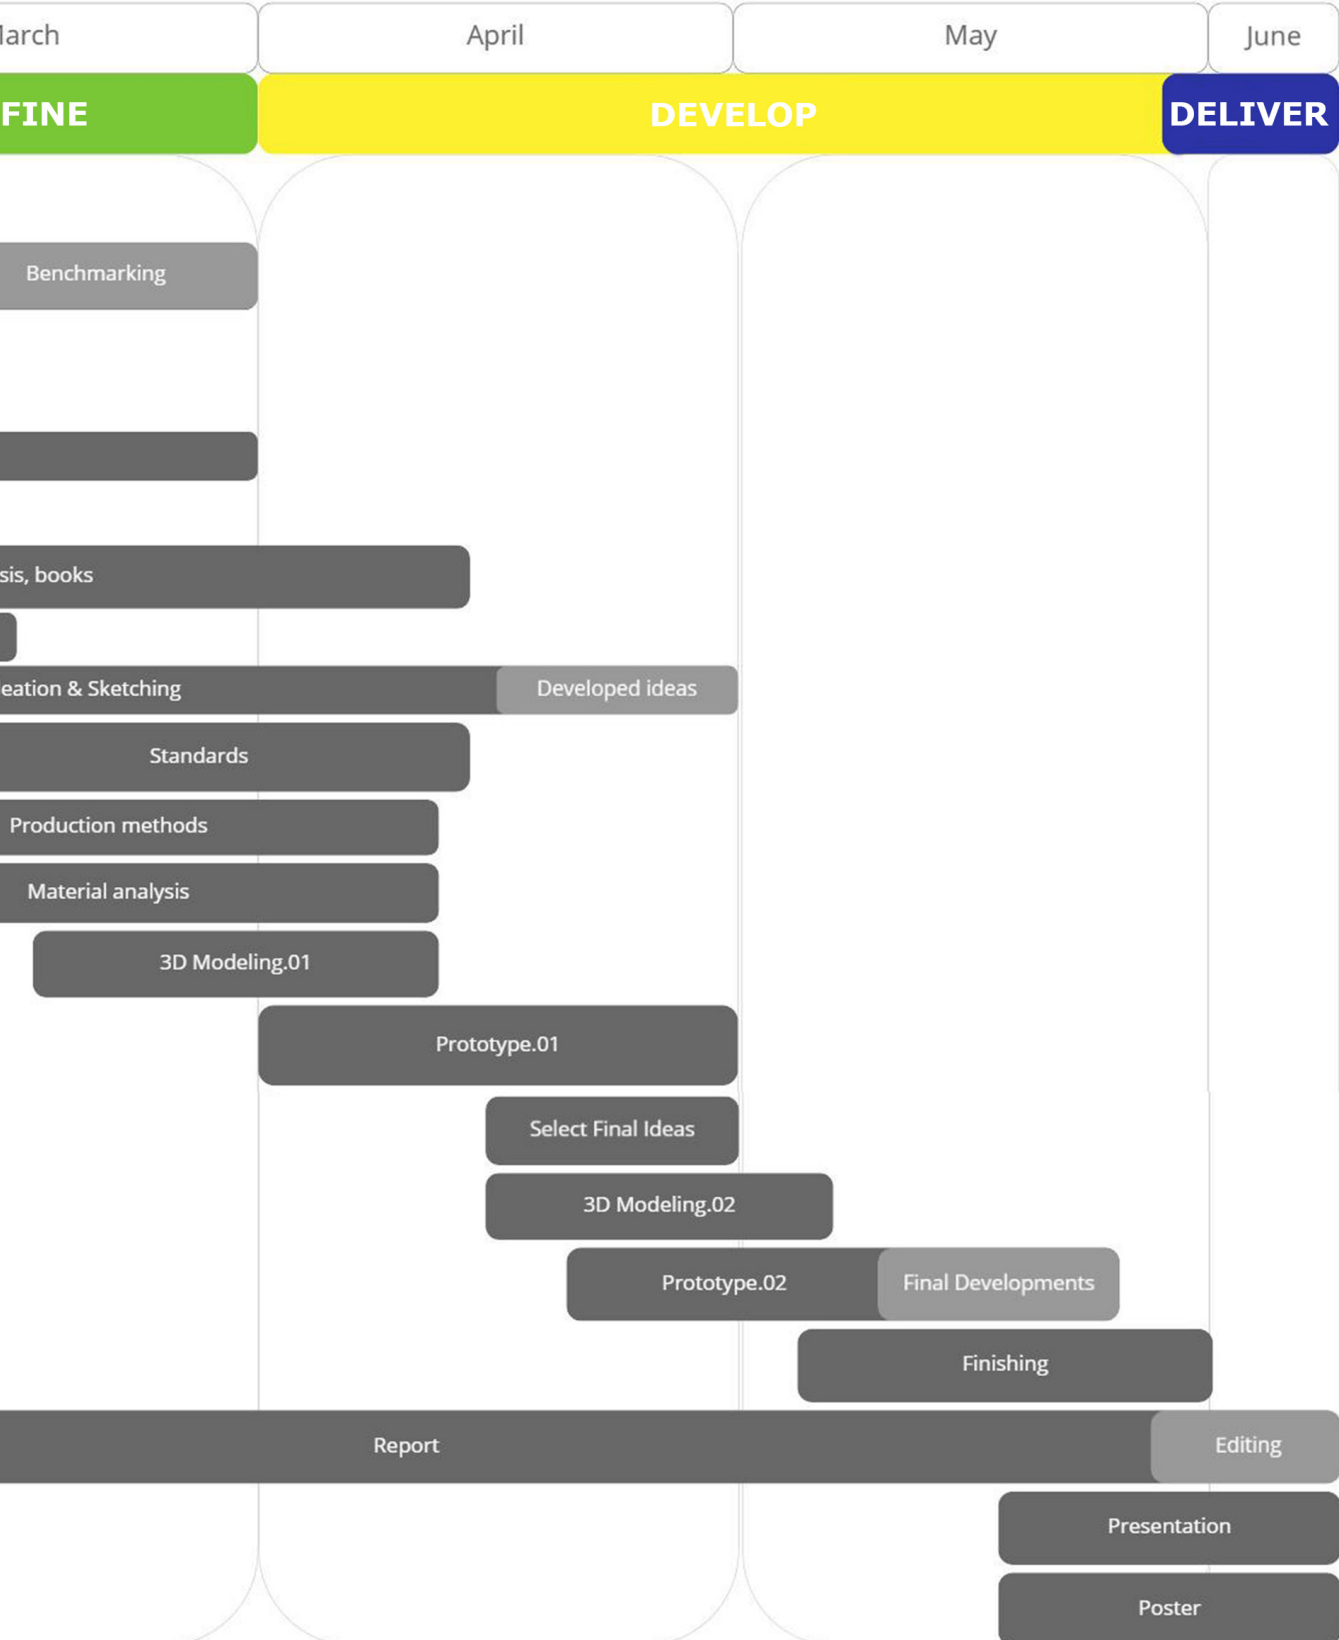 arch April May June
FINE DEVELOP DELIVER
Benchmarking
sis, books
eation & Sketching Developed ideas
Standards
Production methods
Material analysis
3D Modeling.01
Prototype.01
Select Final Ideas
3D Modeling.02
Prototype.02 Final Developments
Finishing
Report Editing
Presentation
Poster